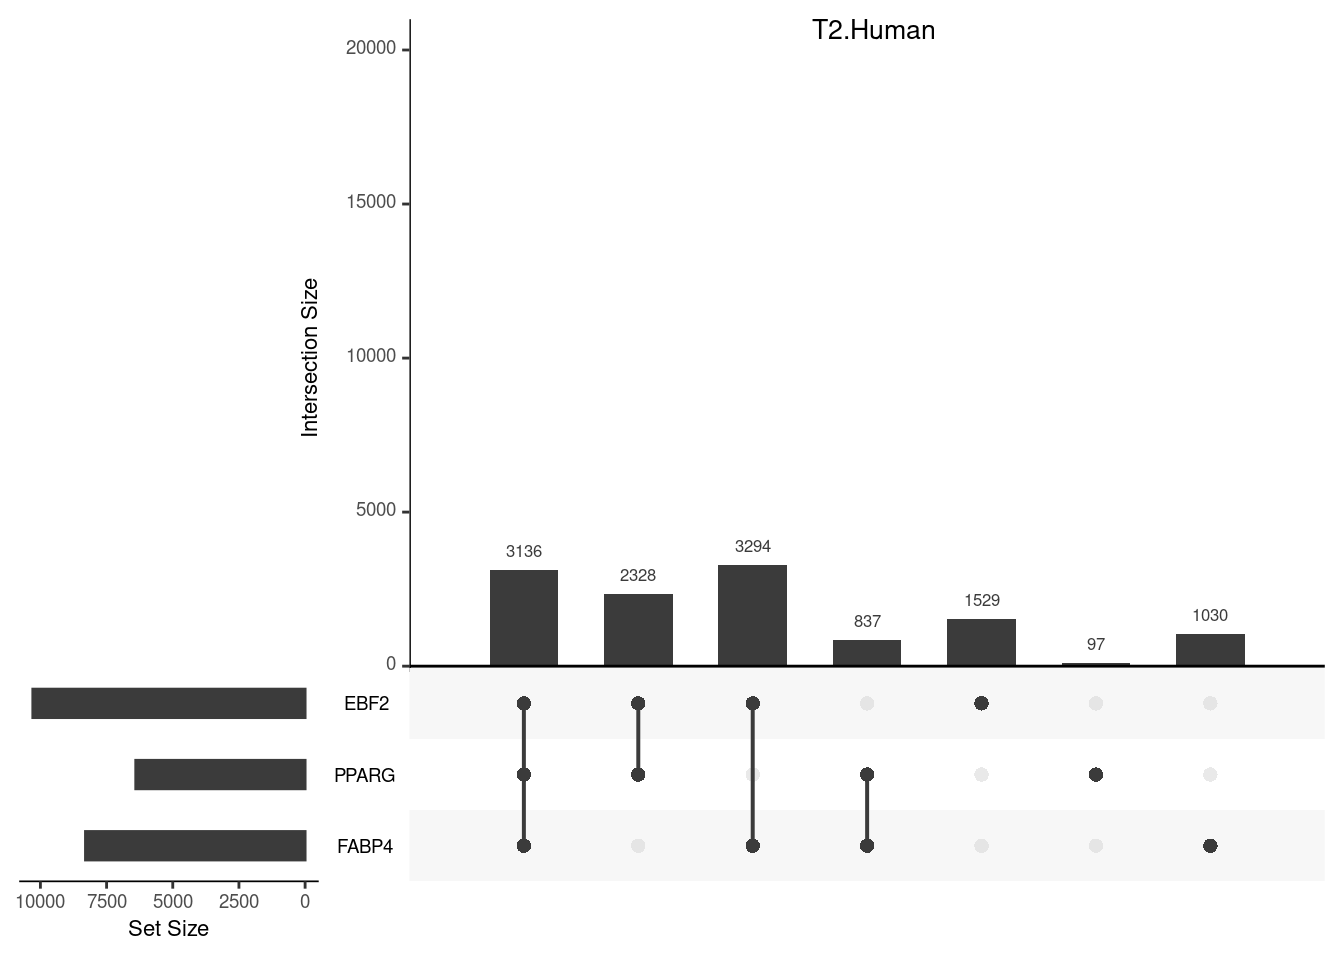 T2.Human
20000
15000
10000
5000
0
Intersection Size
3136
2328
3294
837
1529
97
1030
EBF2
PPARG
FABP4
10000 7500 5000 2500 0
Set Size